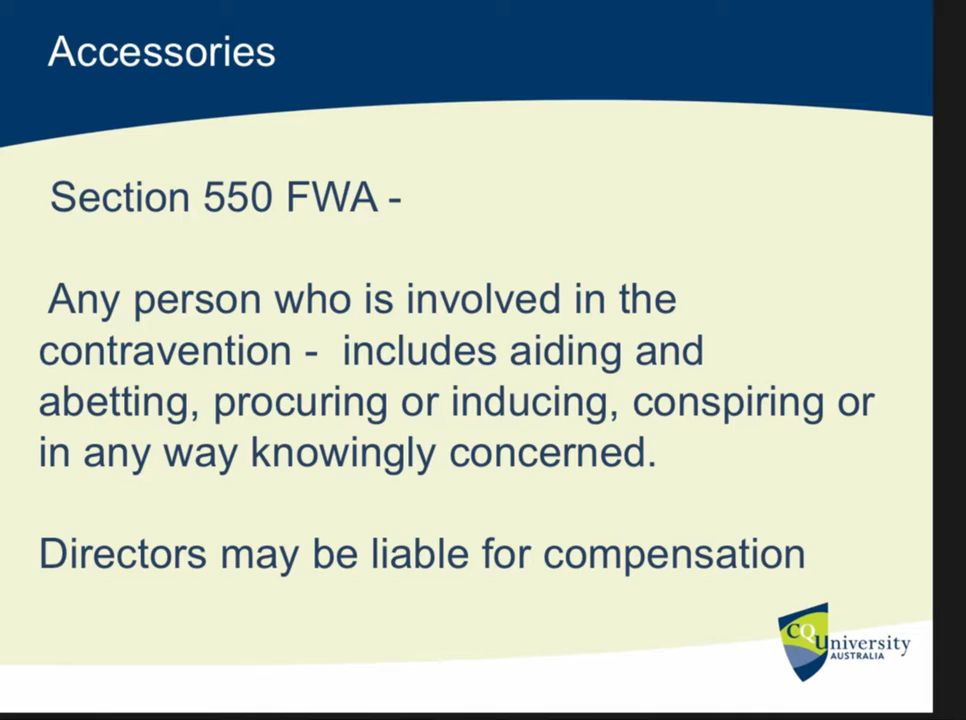 Accessories
Section 550 FWA -
Any person who is involved in the
contravention - includes aiding and
abetting, procuring or inducing, conspiring or
in any way knowingly concerned.
Directors may be liable for compensation
CQUniversity
AUSTRALIA